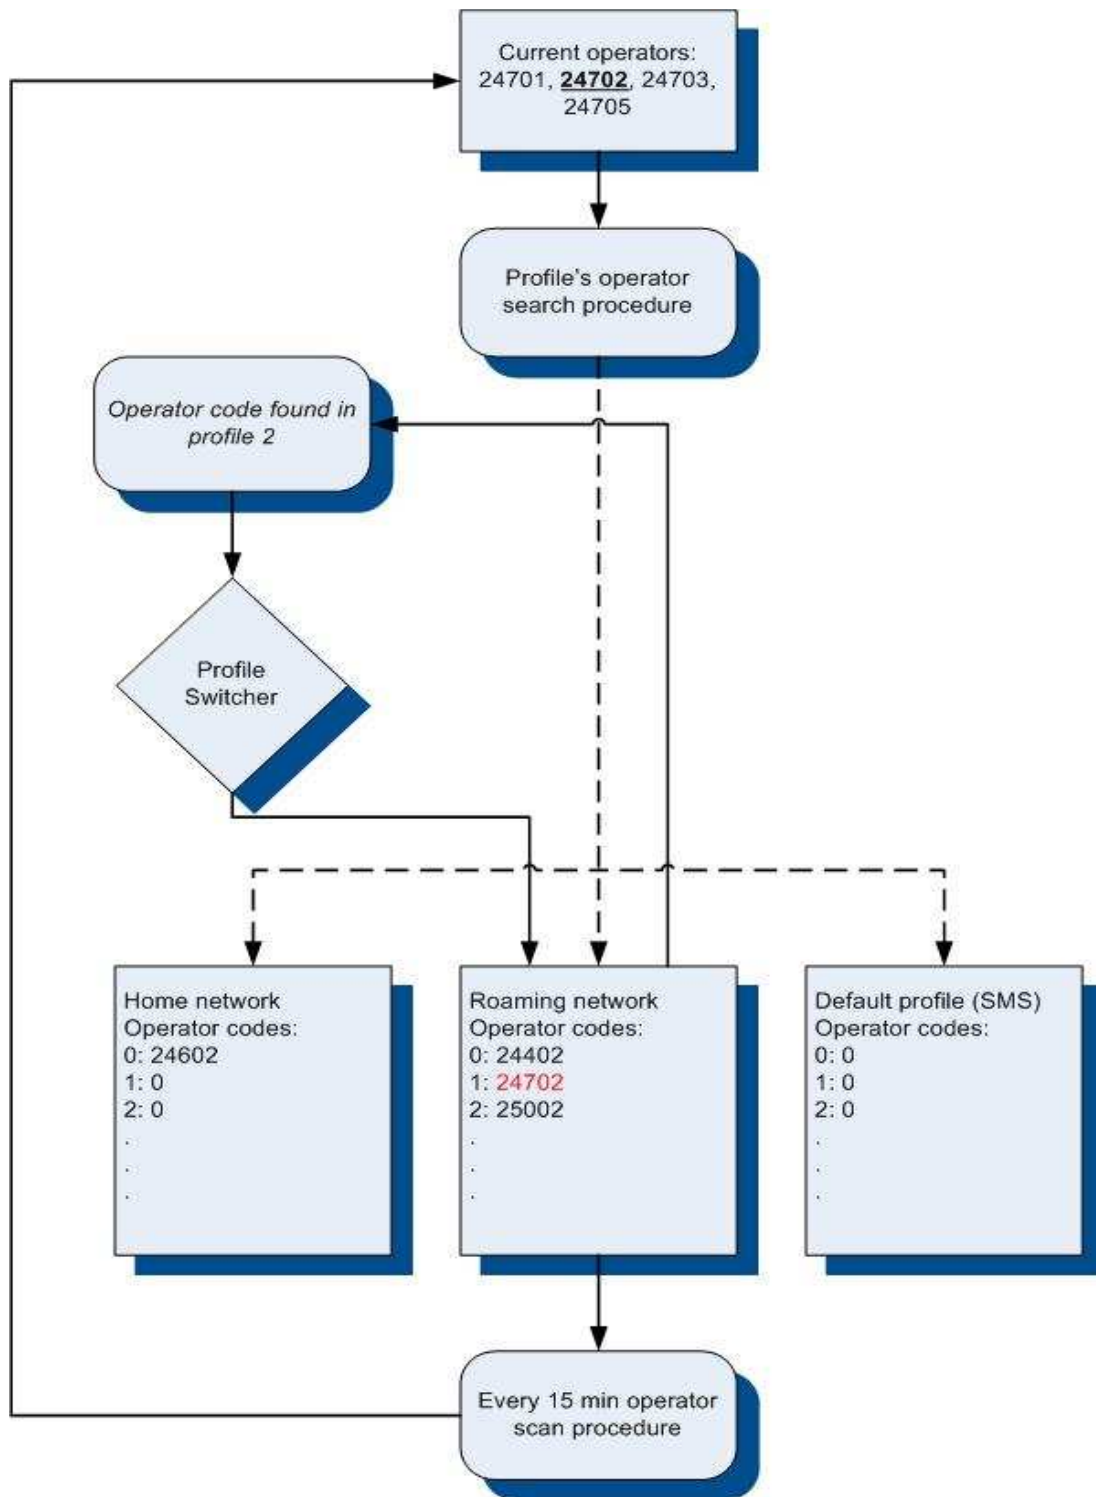 Current operators:
24701, 24702, 24703,
24705
Profile's operator
search procedure
Operator code found in
profile 2
Profile
Switcher
Home network
Operator codes:
0: 24602
1: 0
2: 0
.
.
.
Roaming network
Operator codes:
0: 24402
1: 24702
2: 25002
.
.
.
Default profile (SMS)
Operator codes:
0: 0
1: 0
2: 0
.
.
.
Every 15 min operator
scan procedure